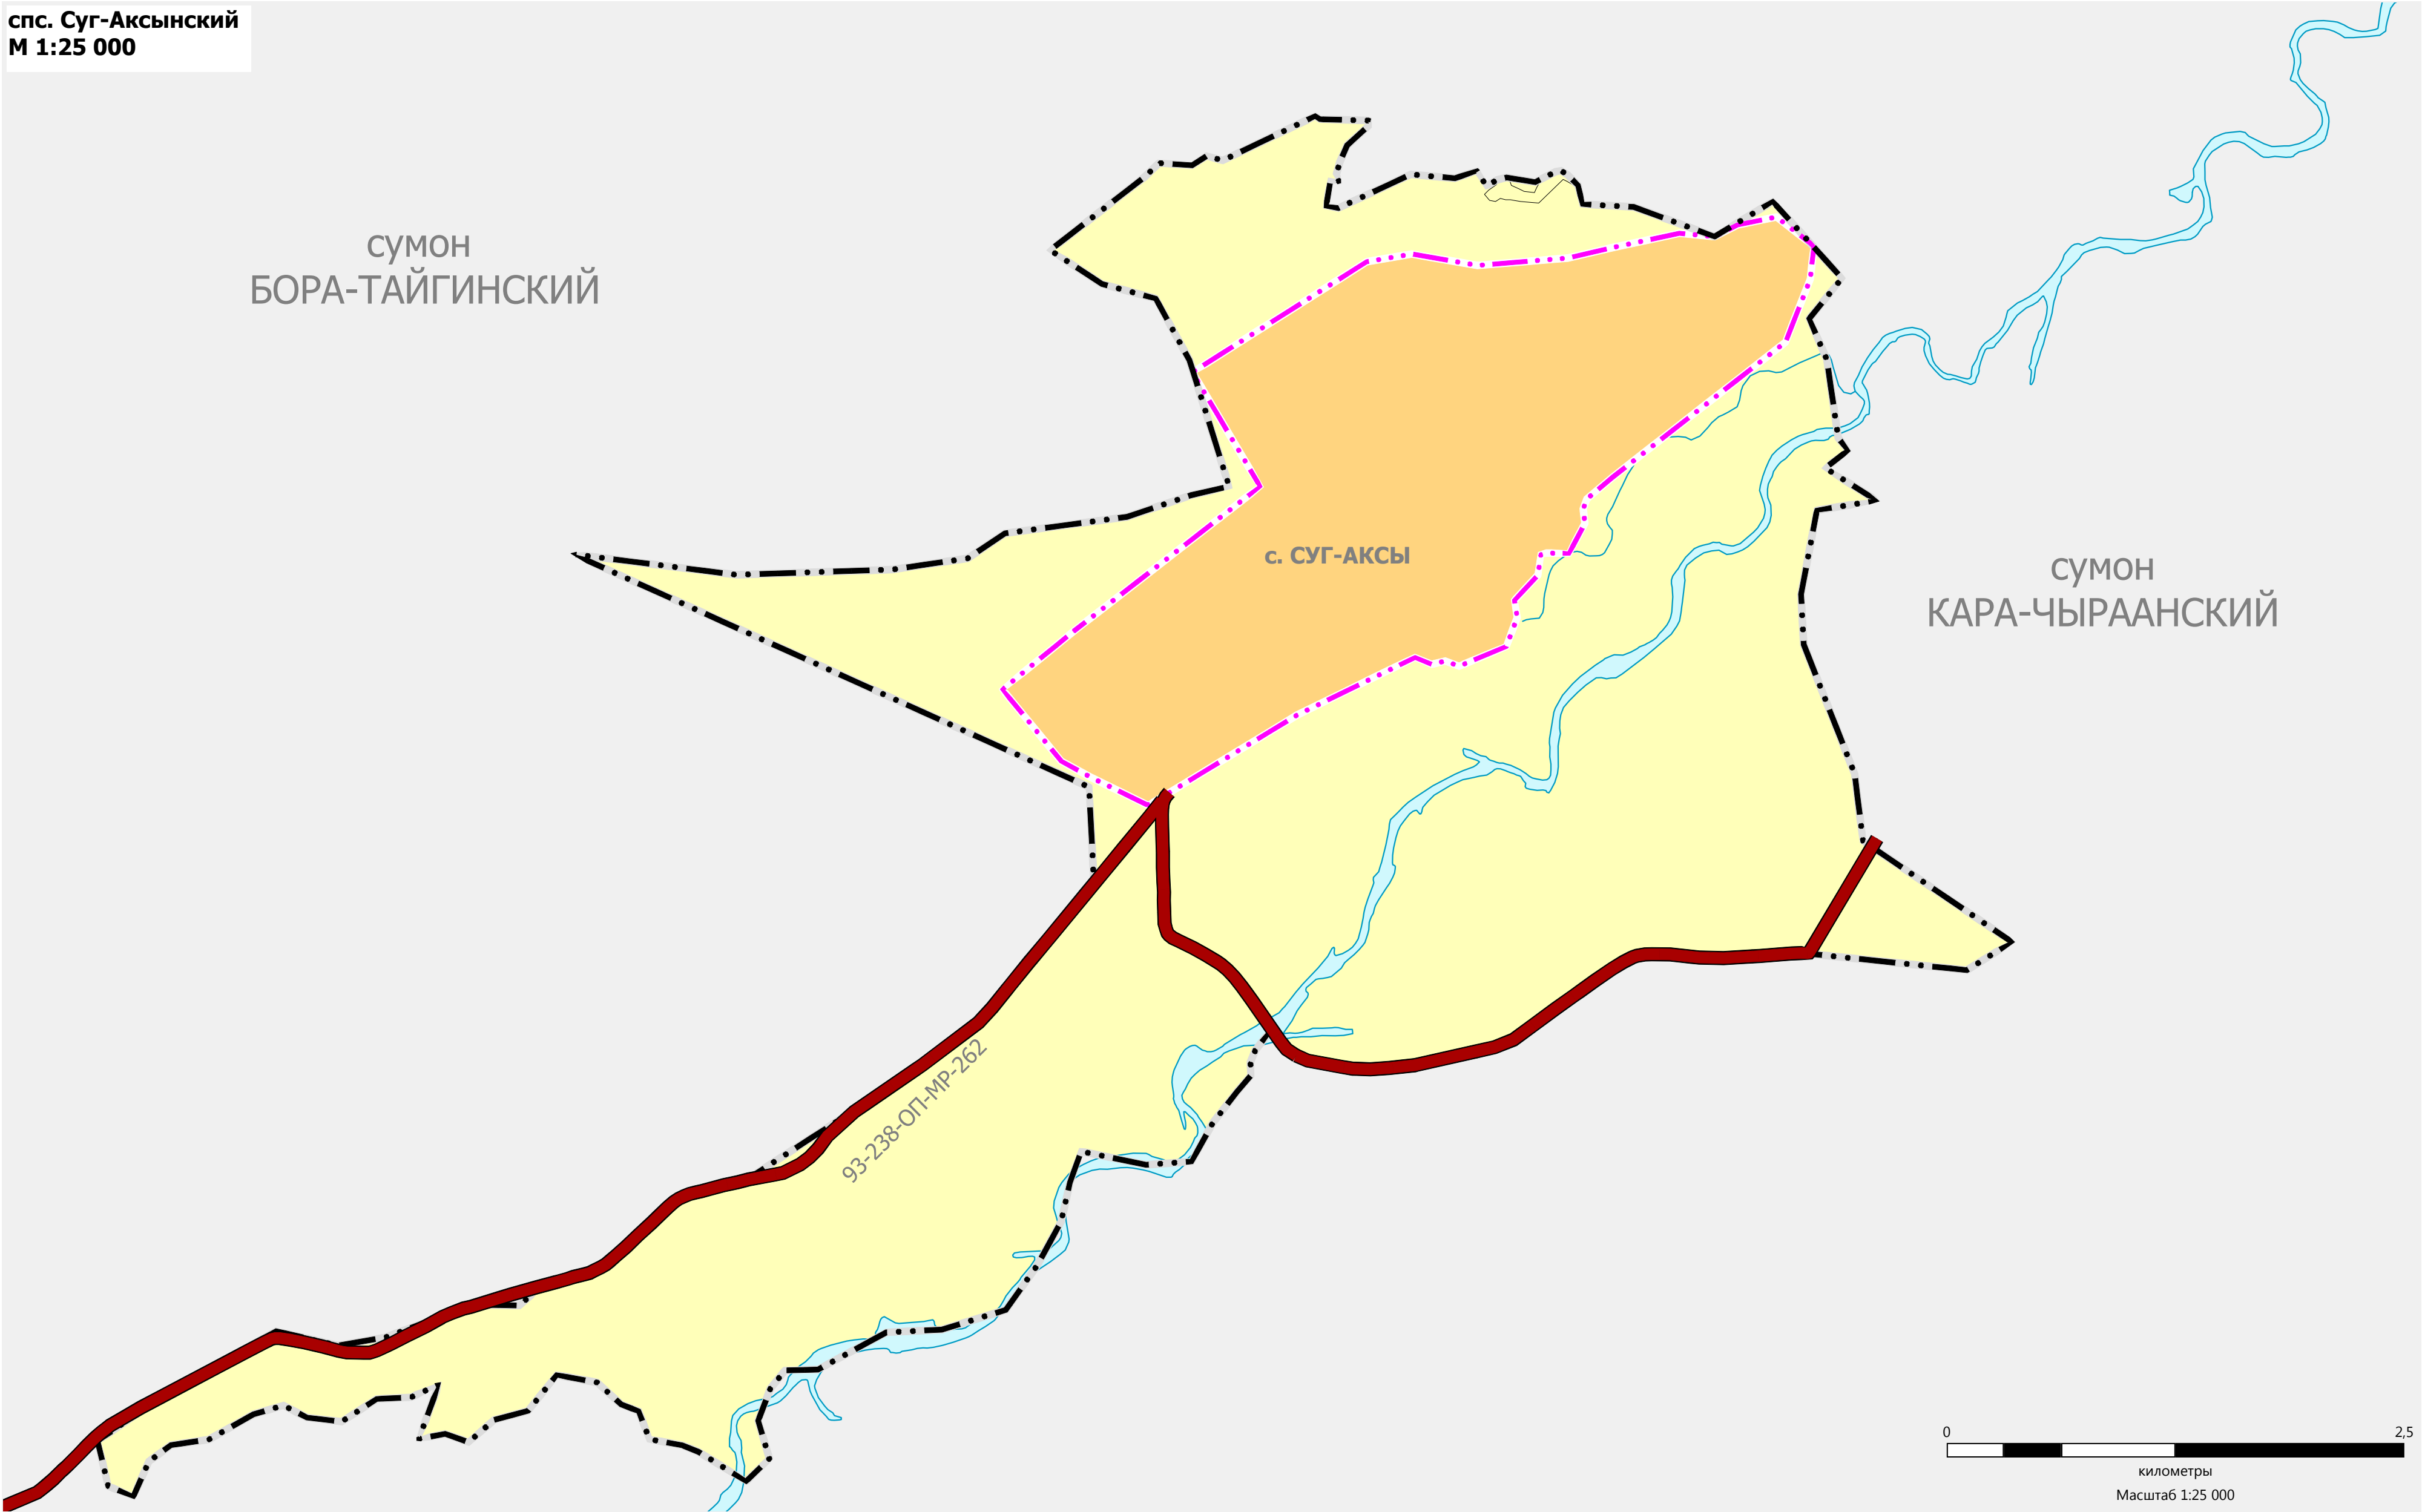 спс. Суг-Аксынский
М 1:25 000
сумон
БОРА-ТАЙГИНСКИЙ
с. СУГ-АКСЫ
сумон
КАРА-ЧЫРААНСКИЙ
93-238-ОП-МР-262
0 2,5
километры
Масштаб 1:25 000